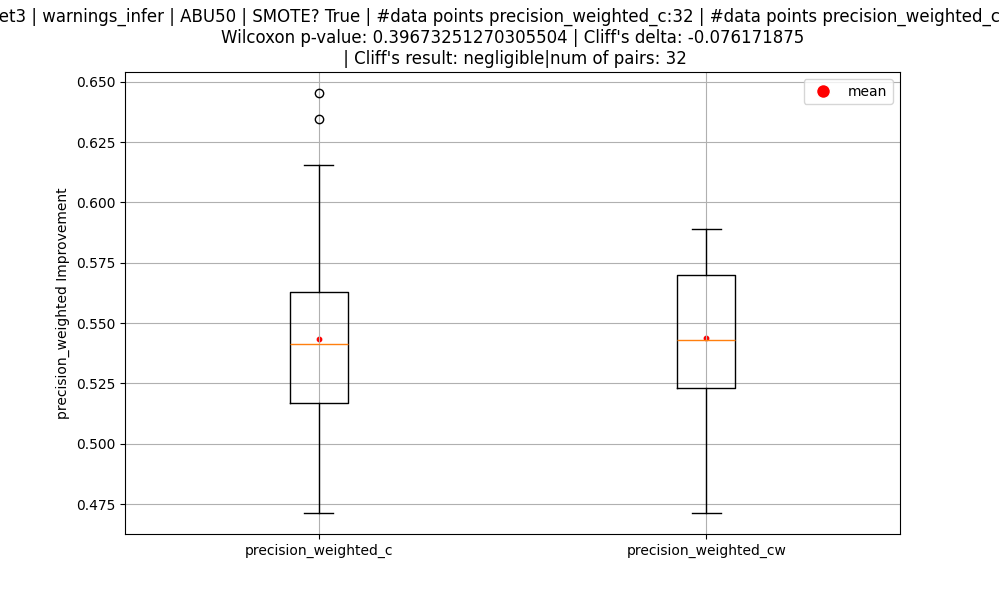 et3 | warnings_infer | ABU50 | SMOTE? True | #data points precision_weighted_c:32 | #data points precision_weighted_c
Wilcoxon p-value: 0.39673251270305504 | Cliff's delta: -0.076171875
| Cliff's result: negligible|num of pairs: 32
mean
precision_weighted Improvement
0.650
0.625
0.600
0.575
0.550
0.525
0.500
0.475
precision_weighted_c
precision_weighted_cw